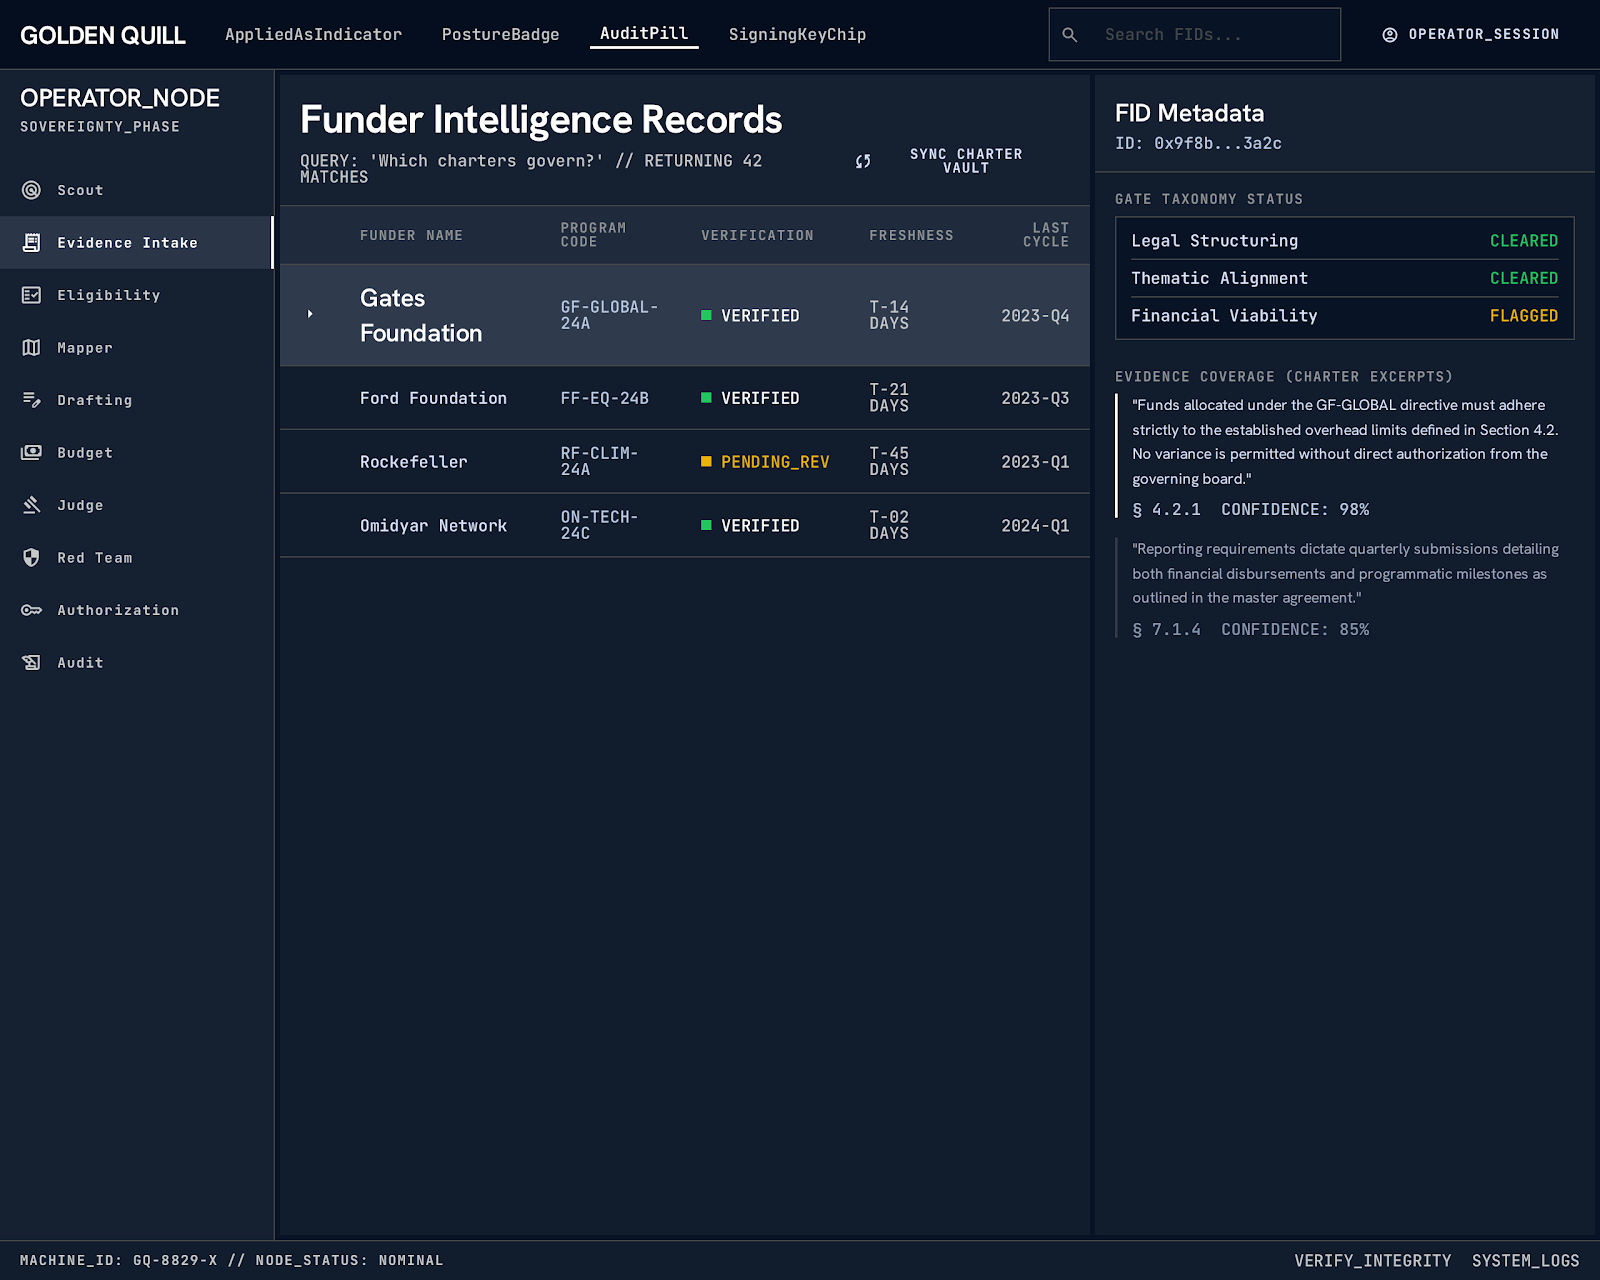 GOLDEN QUILL
AppliedAsIndicator
PostureBadge
AuditPill
SigningKeyChip
Search FIDs...
OPERATOR_SESSION
OPERATOR_NODE
SOVEREIGNTY_PHASE
Scout
Evidence Intake
Eligibility
Mapper
Drafting
Budget
Judge
Red Team
Authorization
Audit
Funder Intelligence Records
QUERY: 'Which charters govern?' // RETURNING 42
MATCHES
SYNC CHARTER
VAULT
FUNDER NAME
PROGRAM
CODE
VERIFICATION
FRESHNESS
LAST
CYCLE
Gates
Foundation
GF-GLOBAL-
24A
VERIFIED
T-14
DAYS
2023-Q4
Ford Foundation
FF-EQ-24B
VERIFIED
T-21
DAYS
2023-Q3
Rockefeller
RF-CLIM-
24A
PENDING_REV
T-45
DAYS
2023-Q1
Omidyar Network
ON-TECH-
24C
VERIFIED
T-02
DAYS
2024-Q1
FID Metadata
ID: 0x9f8b...3a2c
GATE TAXONOMY STATUS
Legal Structuring CLEARED
Thematic Alignment CLEARED
Financial Viability FLAGGED
EVIDENCE COVERAGE (CHARTER EXCERPTS)
"Funds allocated under the GF-GLOBAL directive must adhere
strictly to the established overhead limits defined in Section 4.2.
No variance is permitted without direct authorization from the
governing board."
§ 4.2.1 CONFIDENCE: 98%
"Reporting requirements dictate quarterly submissions detailing
both financial disbursements and programmatic milestones as
outlined in the master agreement."
§ 7.1.4 CONFIDENCE: 85%
MACHINE_ID: GQ-8829-X // NODE_STATUS: NOMINAL
VERIFY_INTEGRITY
SYSTEM_LOGS